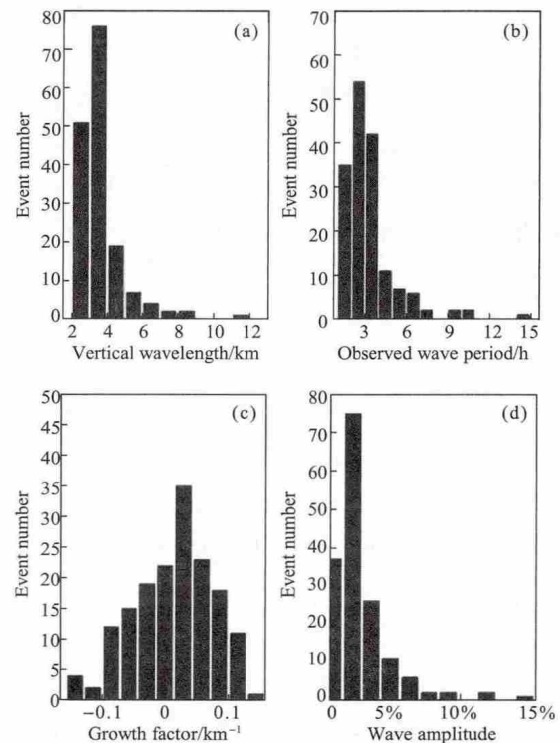 80
70
60
50
40
30
20
10
0
(a)
Event number
2 4 6 8 10 12
Vertical wavelength/km
70
60
50
40
30
20
10
0
(b)
Event number
3 6 9 12 15
Observed wave period/h
50
45
40
35
30
25
20
15
10
5
0
(c)
Event number
−0.1 0 0.1
Growth factor/km⁻¹
80
70
60
50
40
30
20
10
0
(d)
Event number
0 5% 10% 15%
Wave amplitude